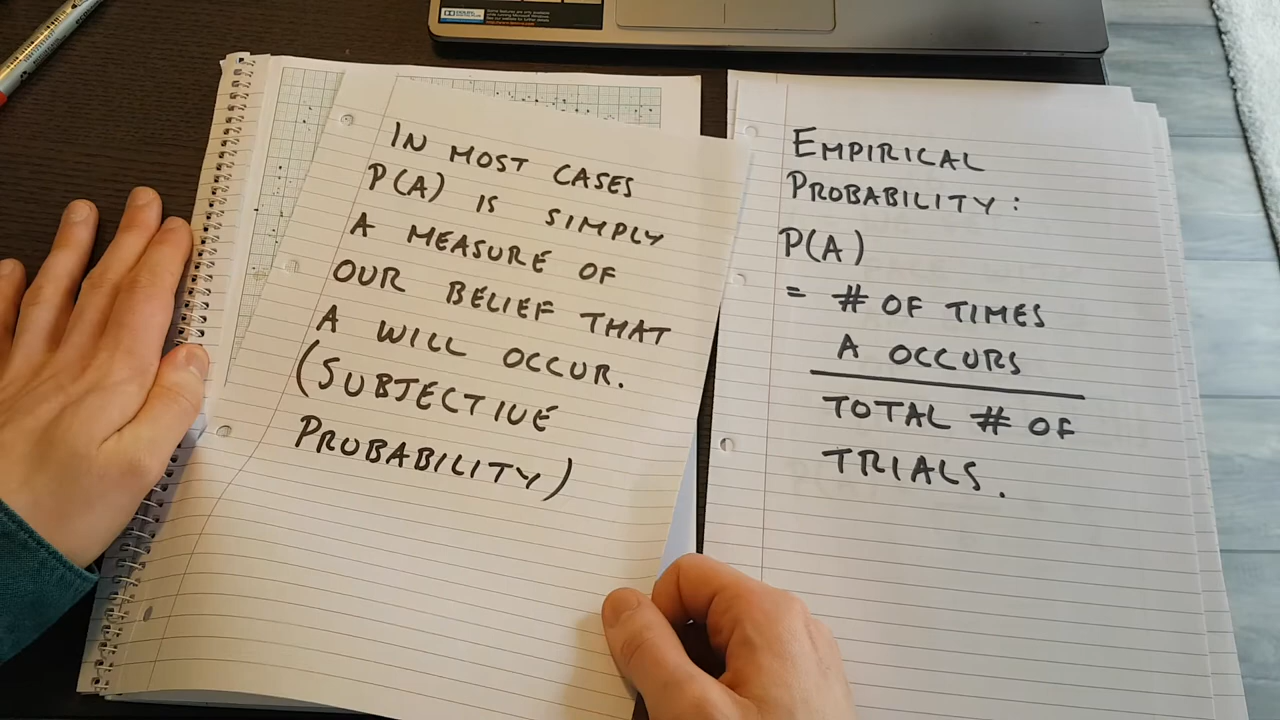 IN MOST CASES
P(A) IS SIMPLY
A MEASURE OF
OUR BELIEF THAT
A WILL OCCUR.
(SUBJECTIVE
PROBABILITY)
EMPIRICAL
PROBABILITY:
P(A)
= # OF TIMES
A OCCURS
TOTAL # OF
TRIALS.